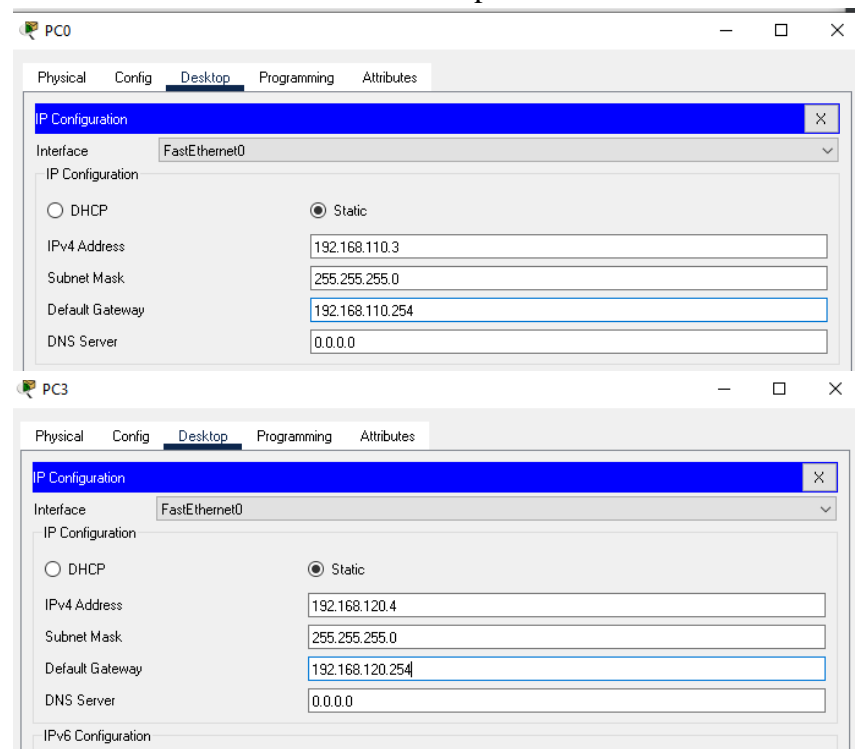 PC0
Physical Config Desktop Programming Attributes
IP Configuration X
Interface FastEthernet0
IP Configuration
DHCP Static
IPv4 Address 192.168.110.3
Subnet Mask 255.255.255.0
Default Gateway 192.168.110.254
DNS Server 0.0.0.0
PC3
Physical Config Desktop Programming Attributes
IP Configuration X
Interface FastEthernet0
IP Configuration
DHCP Static
IPv4 Address 192.168.120.4
Subnet Mask 255.255.255.0
Default Gateway 192.168.120.254
DNS Server 0.0.0.0
IPv6 Configuration